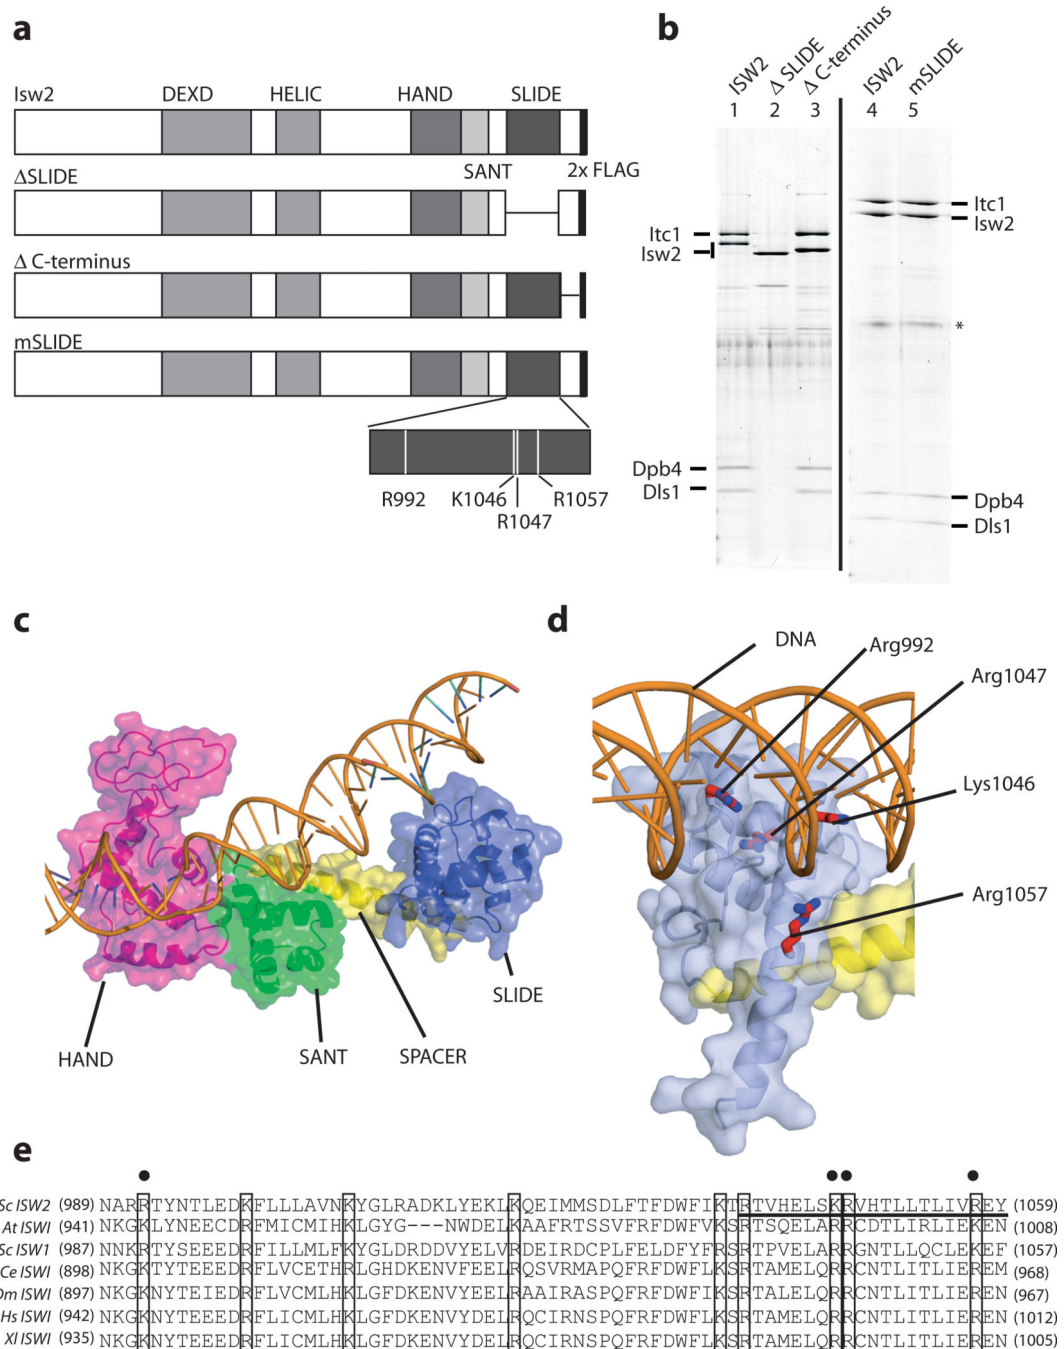 a
Isw2 DEXD HELIC HAND SLIDE
SANT 2x FLAG
ΔSLIDE
Δ C-terminus
mSLIDE
R992 K1046 R1057
R1047
b
ISW2 Δ SLIDE Δ C-terminus ISW2 mSLIDE
1 2 3 4 5
Itc1
Isw2
Dpb4
Dls1
Itc1
Isw2
*
Dpb4
Dls1
c
HAND SANT SPACER SLIDE
d
DNA
Arg992
Arg1047
Lys1046
Arg1057
e
Sc ISW2 (989) NARRTYNTLEDKFLLLAVNKYGLRADKLYEKLKQEIMMSDLFTFDWFIKTRTVHELSKRVHTLLTLIVREY (1059)
At ISWI (941) NKGKLYNEECDRFMICMIHKLGYG---NWDELKAAFRTSSVFRFDWFVKSRTSQELARRCDTLIRLIEKEN (1008)
Sc ISW1 (987) NNKRTYSEEEDRFILLMLFKYGLDRDDVYELVRDEIRDCPLFELDFYFRSRTPVELARRGNTLLQCLEKEF (1057)
Ce ISWI (898) NKGKTYTEEEDRFLVCETHRLGHDKENVFEELRQSVRMAPQFRFDWFLKSRTAMELQRRCNTLITLIEREM (968)
Dm ISWI (897) NKGKNYTEIEDRFLVCMLHKLGFDKENVYEELRAAIRASPQFRFDWFLKSRTALELQRRCNTLITLIEREN (967)
Hs ISWI (942) NKGKNYTEEEDRFLICMLHKLGFDKENVYDELRQCIRNSPQFRFDWFLKSRTAMELQRRCNTLITLIEREN (1012)
Xl ISWI (935) NKGKNYTEEEDRFLICMLHKLGFDKENVYDELRQCIRNSPQFRFDWFLKSRTAMELQRRCNTLITLIEREN (1005)